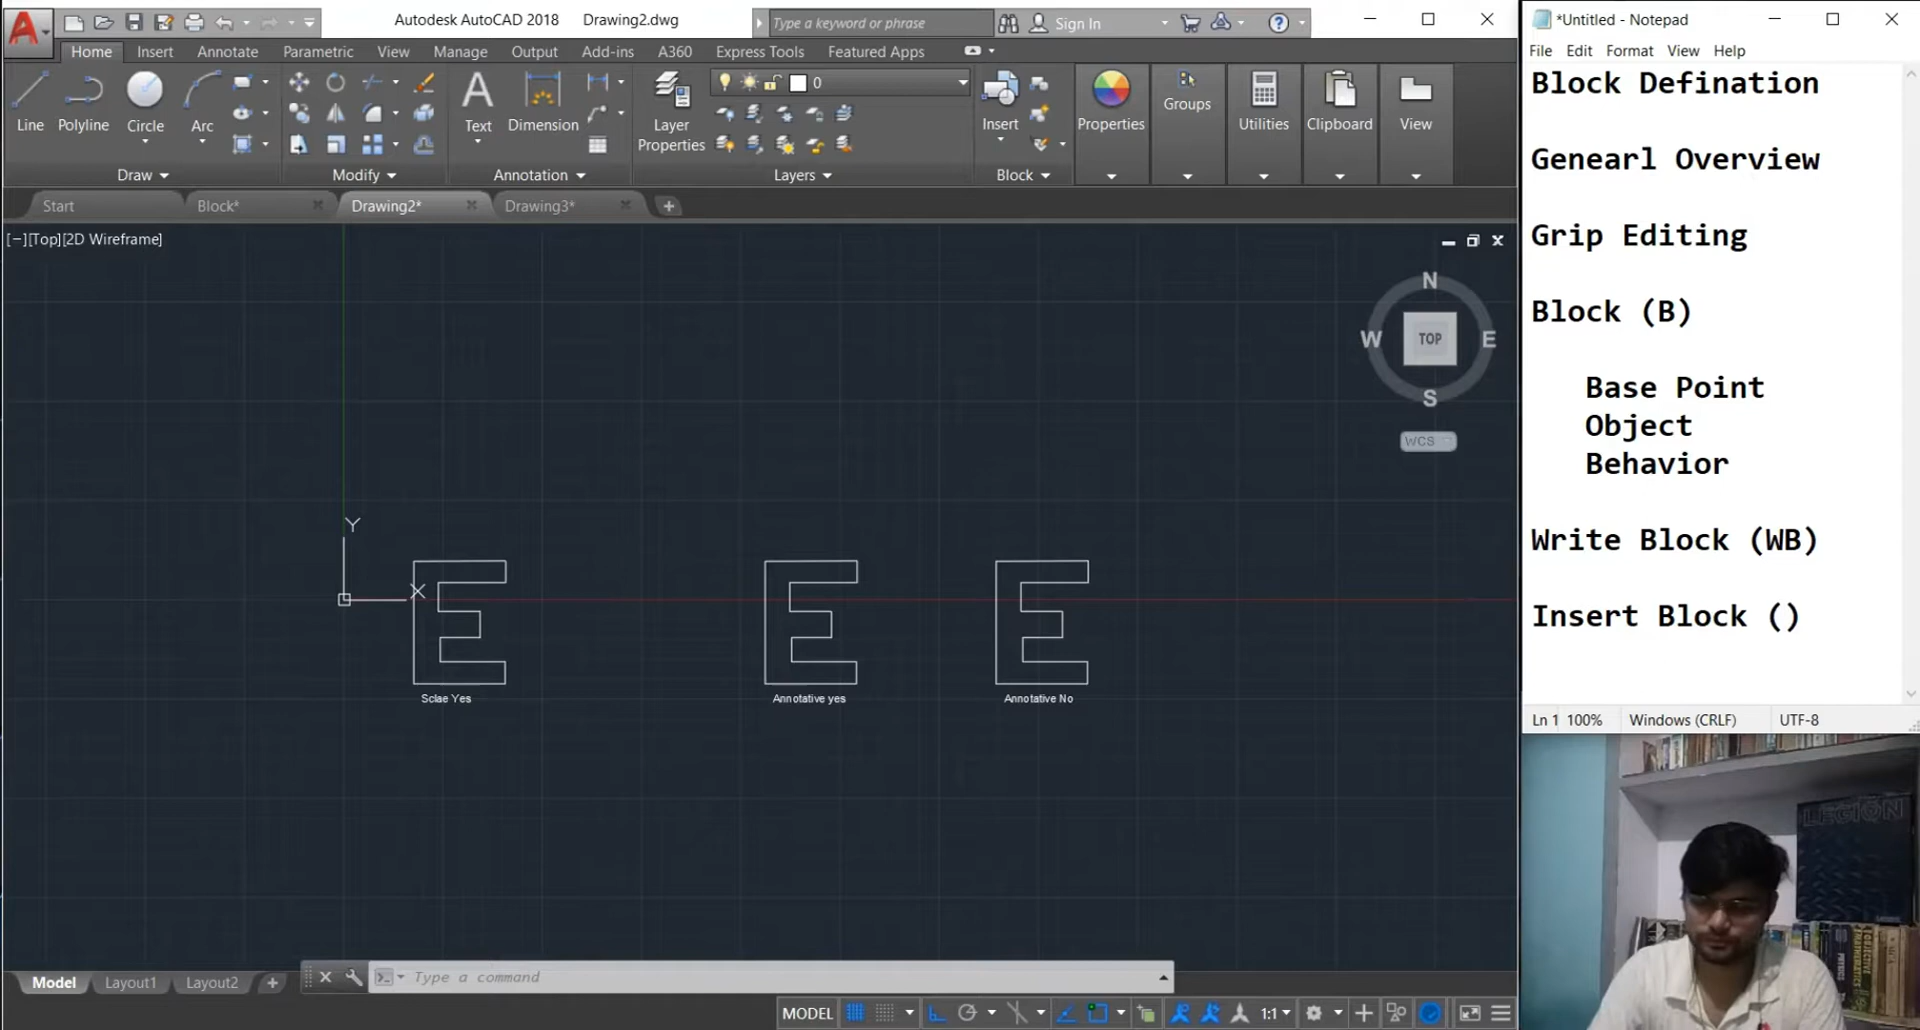 Autodesk AutoCAD 2018 Drawing2.dwg
Type a keyword or phrase
Sign In
Home Insert Annotate Parametric View Manage Output Add-ins A360 Express Tools Featured Apps
Line
Polyline
Circle
Arc
Draw
Modify
Text
Dimension
Annotation
Layer
Properties
0
Layers
Insert
Block
Properties
Groups
Utilities
Clipboard
View
Start
Block*
Drawing2*
Drawing3*
[−][Top][2D Wireframe]
N
W
TOP
E
S
WCS
Y
X
E
E
E
Sclae Yes
Annotative yes
Annotative No
Model
Layout1
Layout2
Type a command
MODEL
1:1
*Untitled - Notepad
File Edit Format View Help
Block Defination
Genearl Overview
Grip Editing
Block (B)
Base Point
Object
Behavior
Write Block (WB)
Insert Block ()
Ln 1 100% Windows (CRLF) UTF-8
LEGION